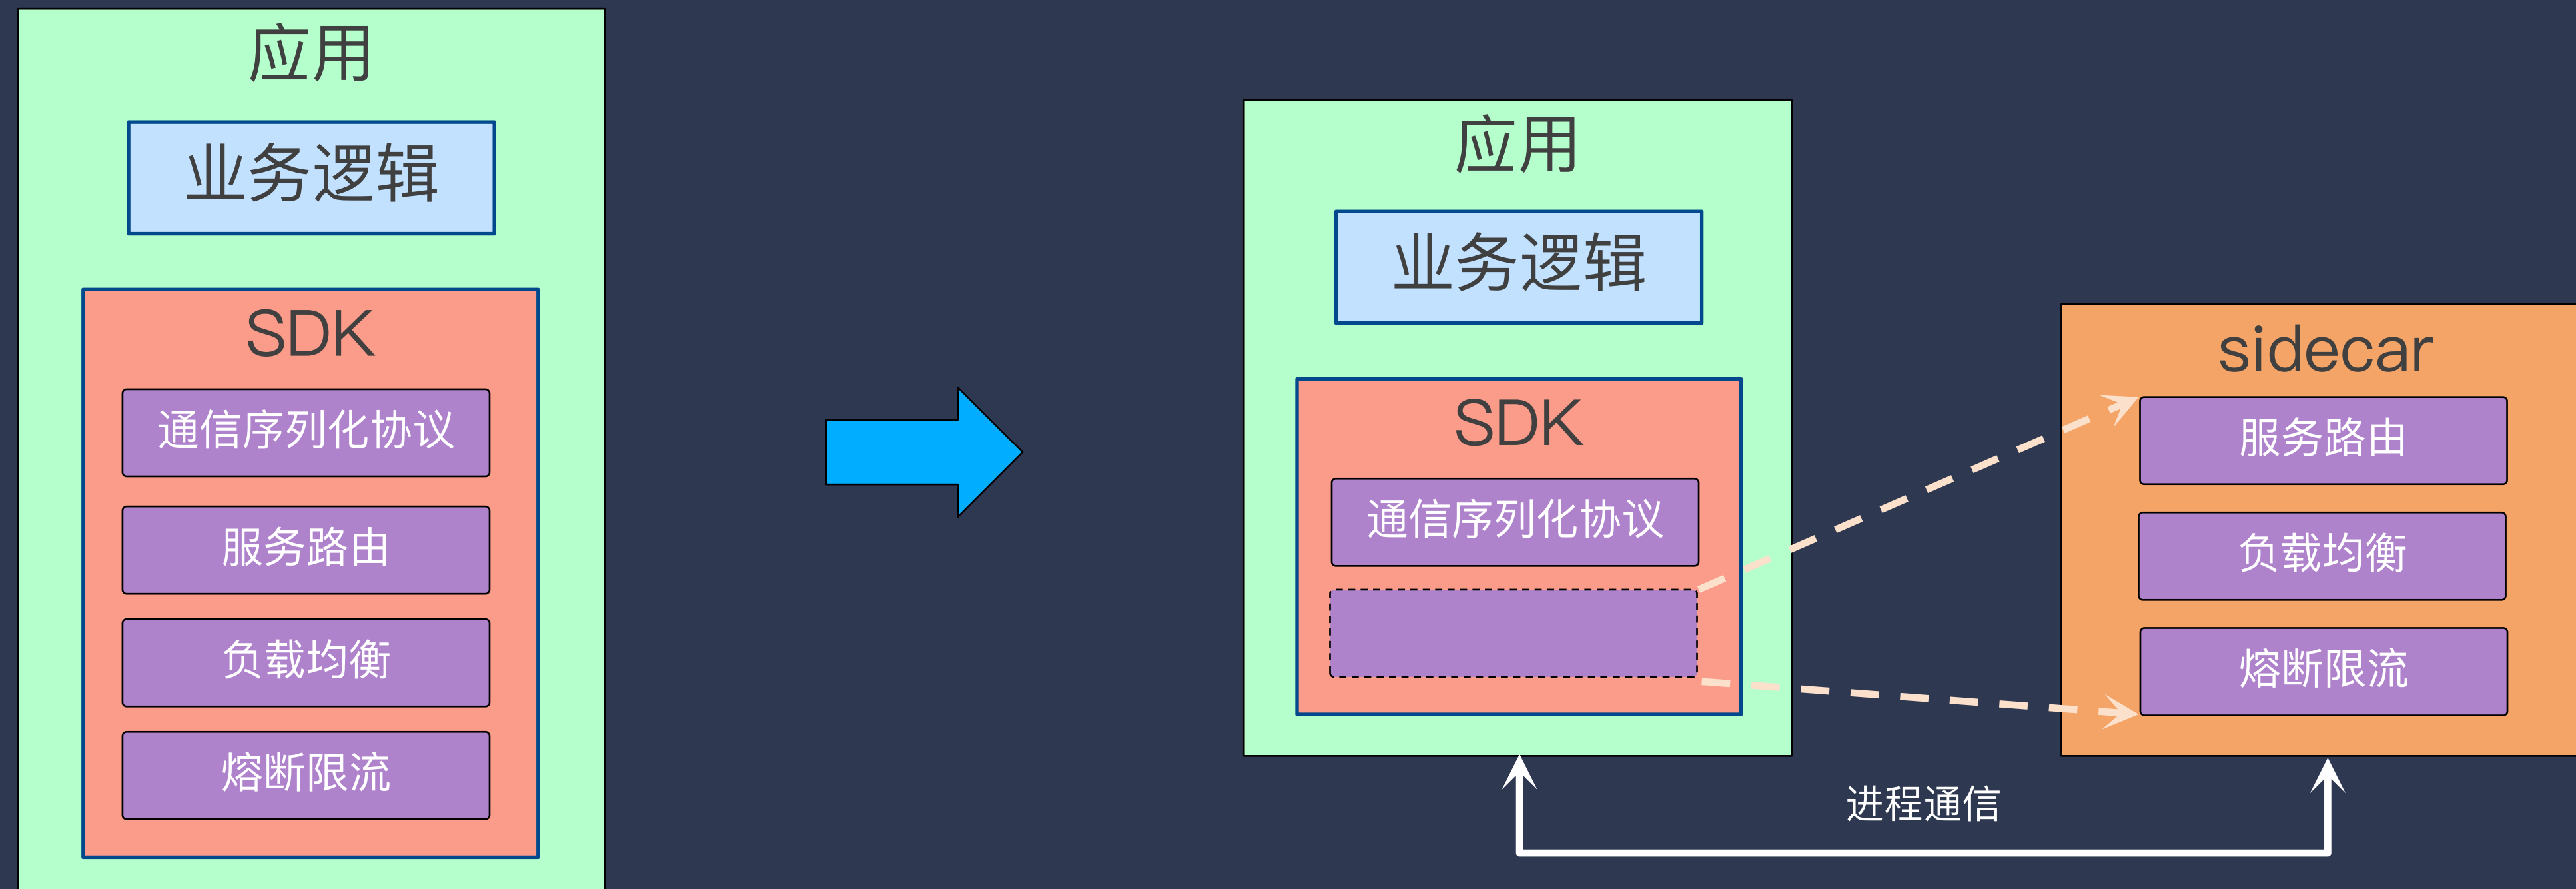 应用
业务逻辑
SDK
通信序列化协议
服务路由
负载均衡
熔断限流
应用
业务逻辑
SDK
通信序列化协议
sidecar
服务路由
负载均衡
熔断限流
进程通信